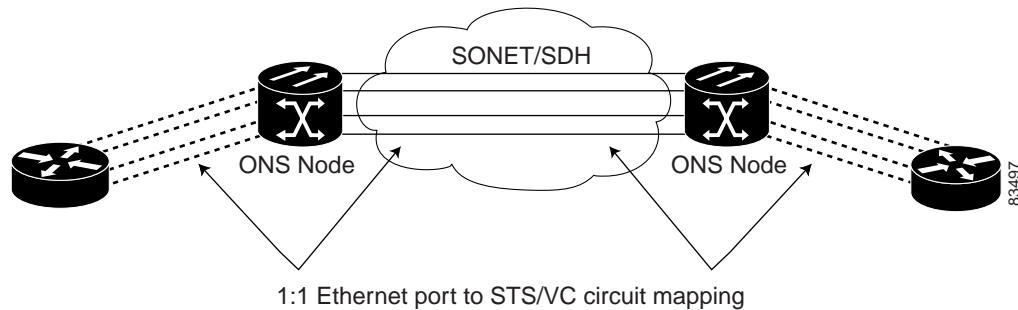 SONET/SDH
ONS Node
ONS Node
83497
1:1 Ethernet port to STS/VC circuit mapping